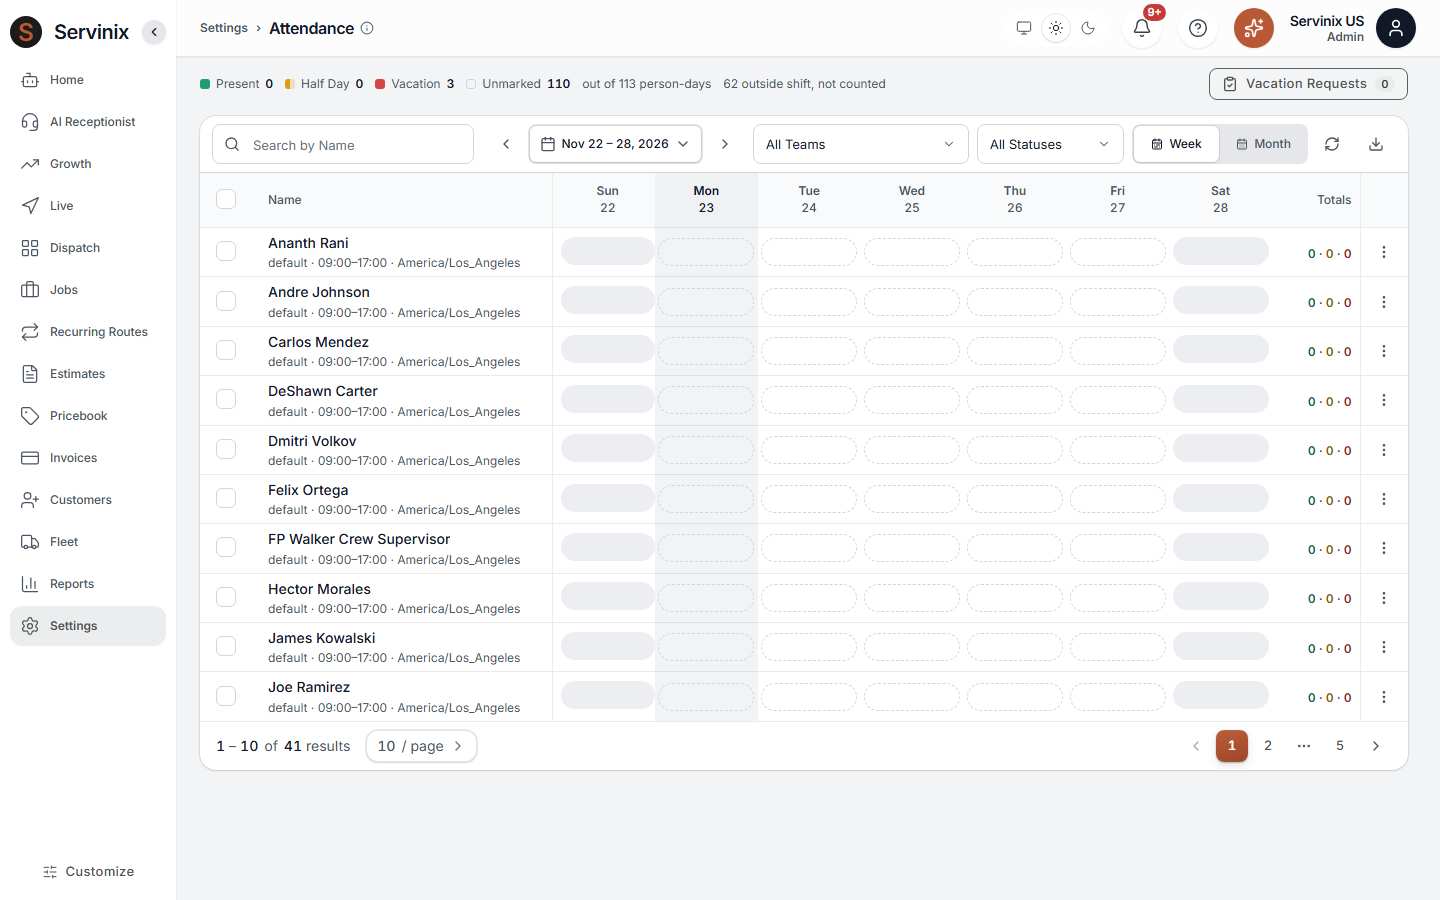 Servinix
Settings › Attendance
9+
Servinix US
Admin
Home
AI Receptionist
Growth
Live
Dispatch
Jobs
Recurring Routes
Estimates
Pricebook
Invoices
Customers
Fleet
Reports
Settings
Customize
Present 0 Half Day 0 Vacation 3 Unmarked 110 out of 113 person-days 62 outside shift, not counted
Vacation Requests 0
Search by Name
Nov 22 – 28, 2026
All Teams
All Statuses
Week
Month
Name Sun 22 Mon 23 Tue 24 Wed 25 Thu 26 Fri 27 Sat 28 Totals
Ananth Rani
default · 09:00–17:00 · America/Los_Angeles
0 · 0 · 0
Andre Johnson
default · 09:00–17:00 · America/Los_Angeles
0 · 0 · 0
Carlos Mendez
default · 09:00–17:00 · America/Los_Angeles
0 · 0 · 0
DeShawn Carter
default · 09:00–17:00 · America/Los_Angeles
0 · 0 · 0
Dmitri Volkov
default · 09:00–17:00 · America/Los_Angeles
0 · 0 · 0
Felix Ortega
default · 09:00–17:00 · America/Los_Angeles
0 · 0 · 0
FP Walker Crew Supervisor
default · 09:00–17:00 · America/Los_Angeles
0 · 0 · 0
Hector Morales
default · 09:00–17:00 · America/Los_Angeles
0 · 0 · 0
James Kowalski
default · 09:00–17:00 · America/Los_Angeles
0 · 0 · 0
Joe Ramirez
default · 09:00–17:00 · America/Los_Angeles
0 · 0 · 0
1 – 10 of 41 results
10 / page
1 2 ··· 5